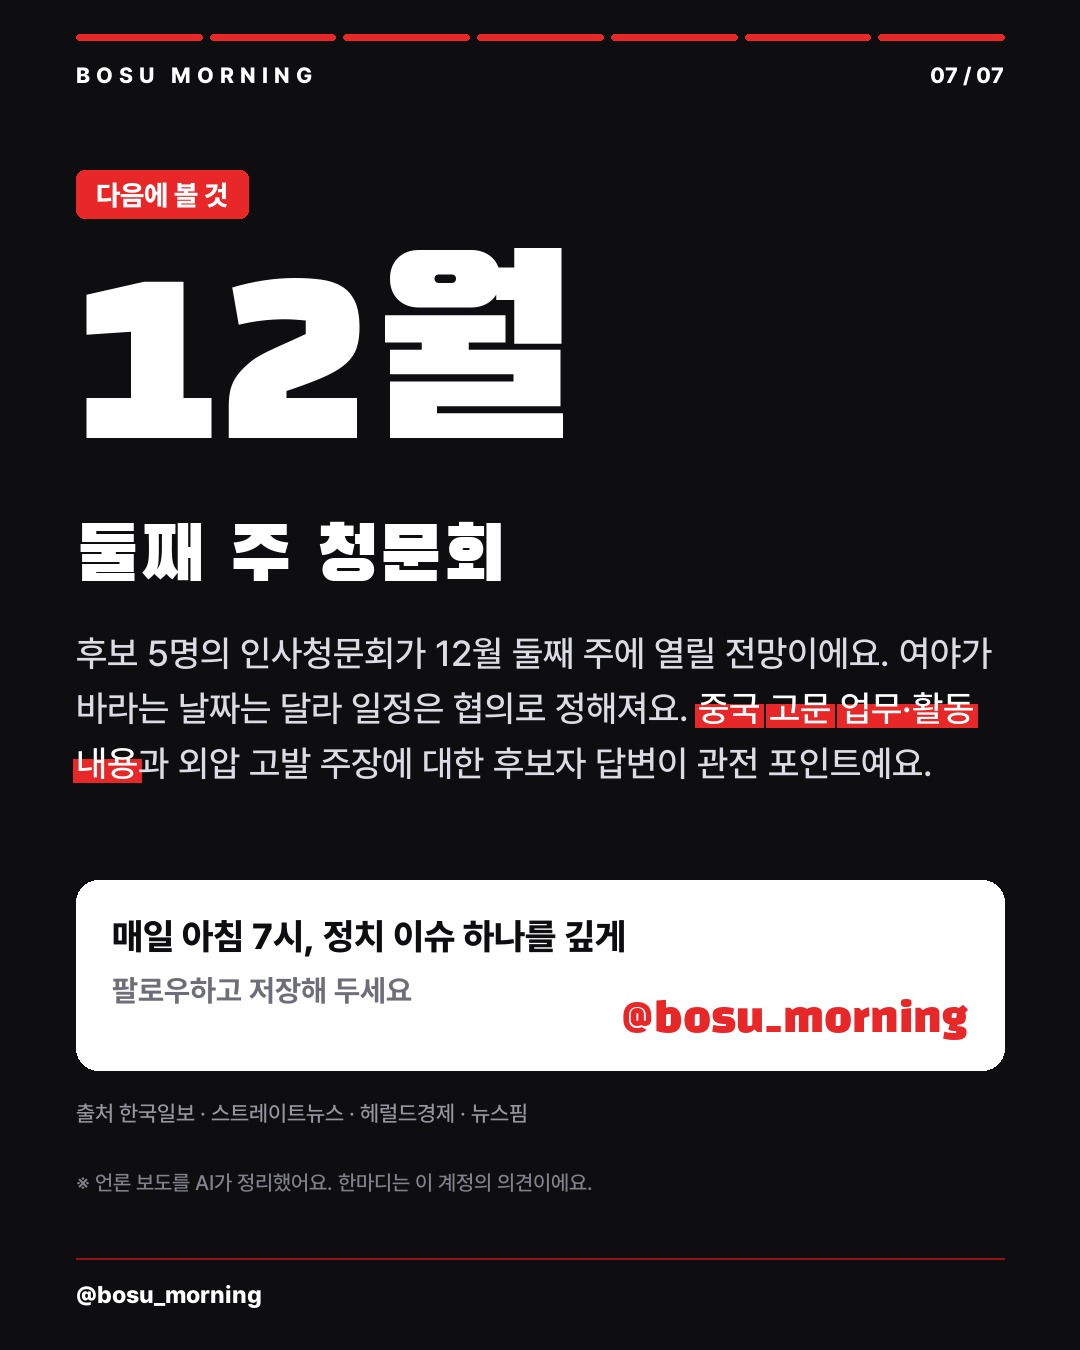 BOSU MORNING
07 / 07
다음에 볼 것
12월
둘째 주 청문회
후보 5명의 인사청문회가 12월 둘째 주에 열릴 전망이에요. 여야가
바라는 날짜는 달라 일정은 협의로 정해져요. 중국 고문 업무·활동
내용과 외압 고발 주장에 대한 후보자 답변이 관전 포인트예요.
매일 아침 7시, 정치 이슈 하나를 깊게
팔로우하고 저장해 두세요
@bosu_morning
출처 한국일보 · 스트레이트뉴스 · 헤럴드경제 · 뉴스핌
※ 언론 보도를 AI가 정리했어요. 한마디는 이 계정의 의견이에요.
@bosu_morning